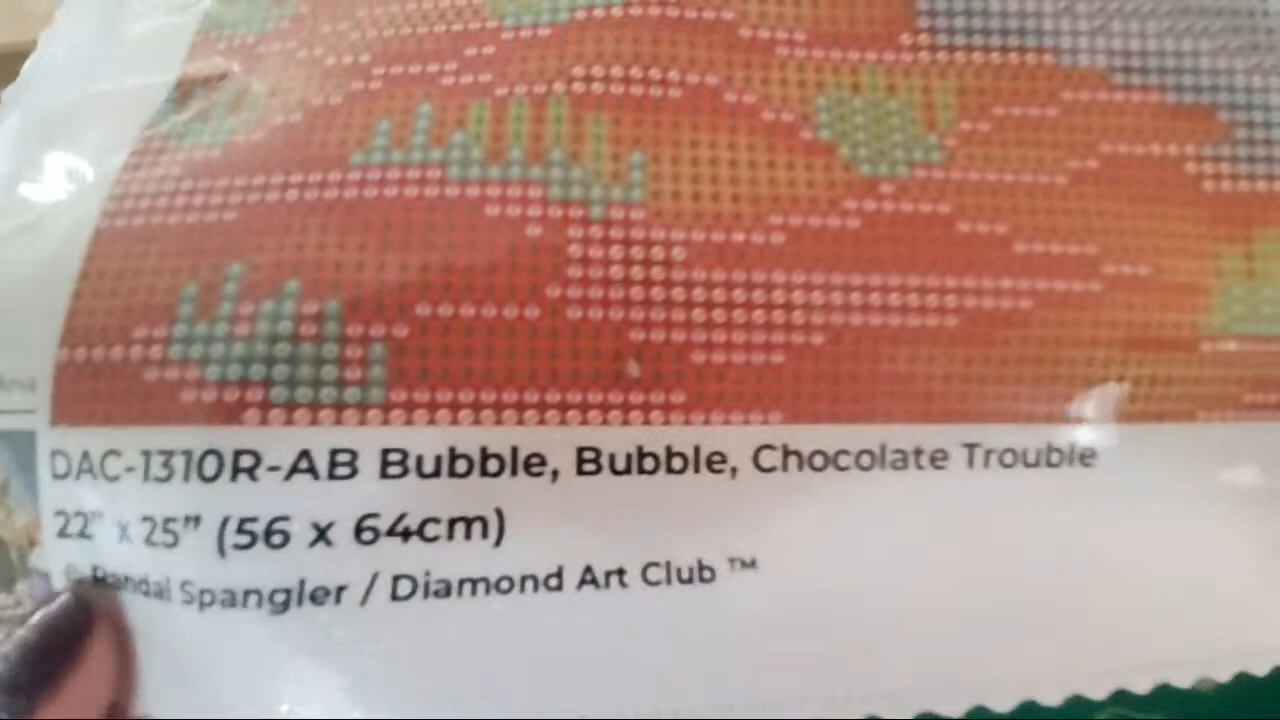 DAC-1310R-AB Bubble, Bubble, Chocolate Trouble
22" x 25" (56 x 64cm)
© Randal Spangler / Diamond Art Club ™